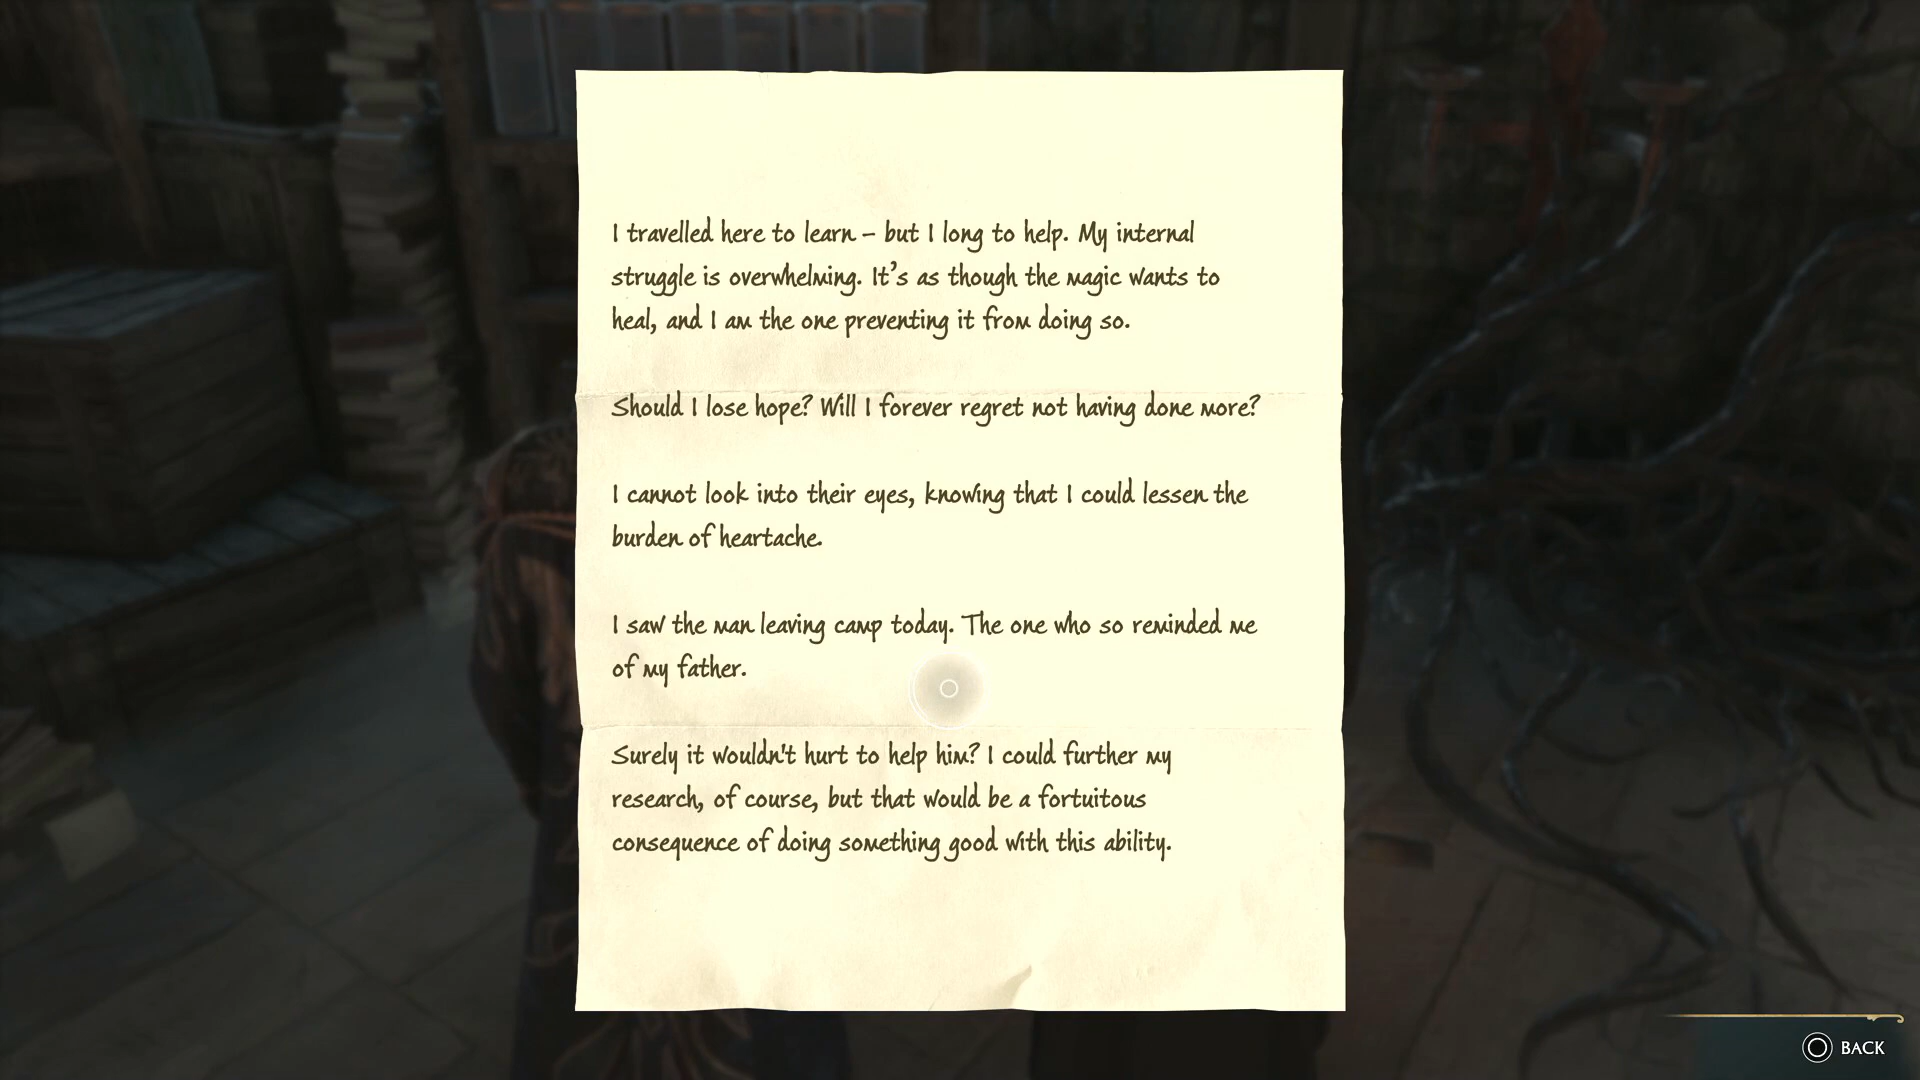 I travelled here to learn – but I long to help. My internal
struggle is overwhelming. It’s as though the magic wants to
heal, and I am the one preventing it from doing so.
Should I lose hope? Will I forever regret not having done more?
I cannot look into their eyes, knowing that I could lessen the
burden of heartache.
I saw the man leaving camp today. The one who so reminded me
of my father.
Surely it wouldn't hurt to help him? I could further my
research, of course, but that would be a fortuitous
consequence of doing something good with this ability.
BACK